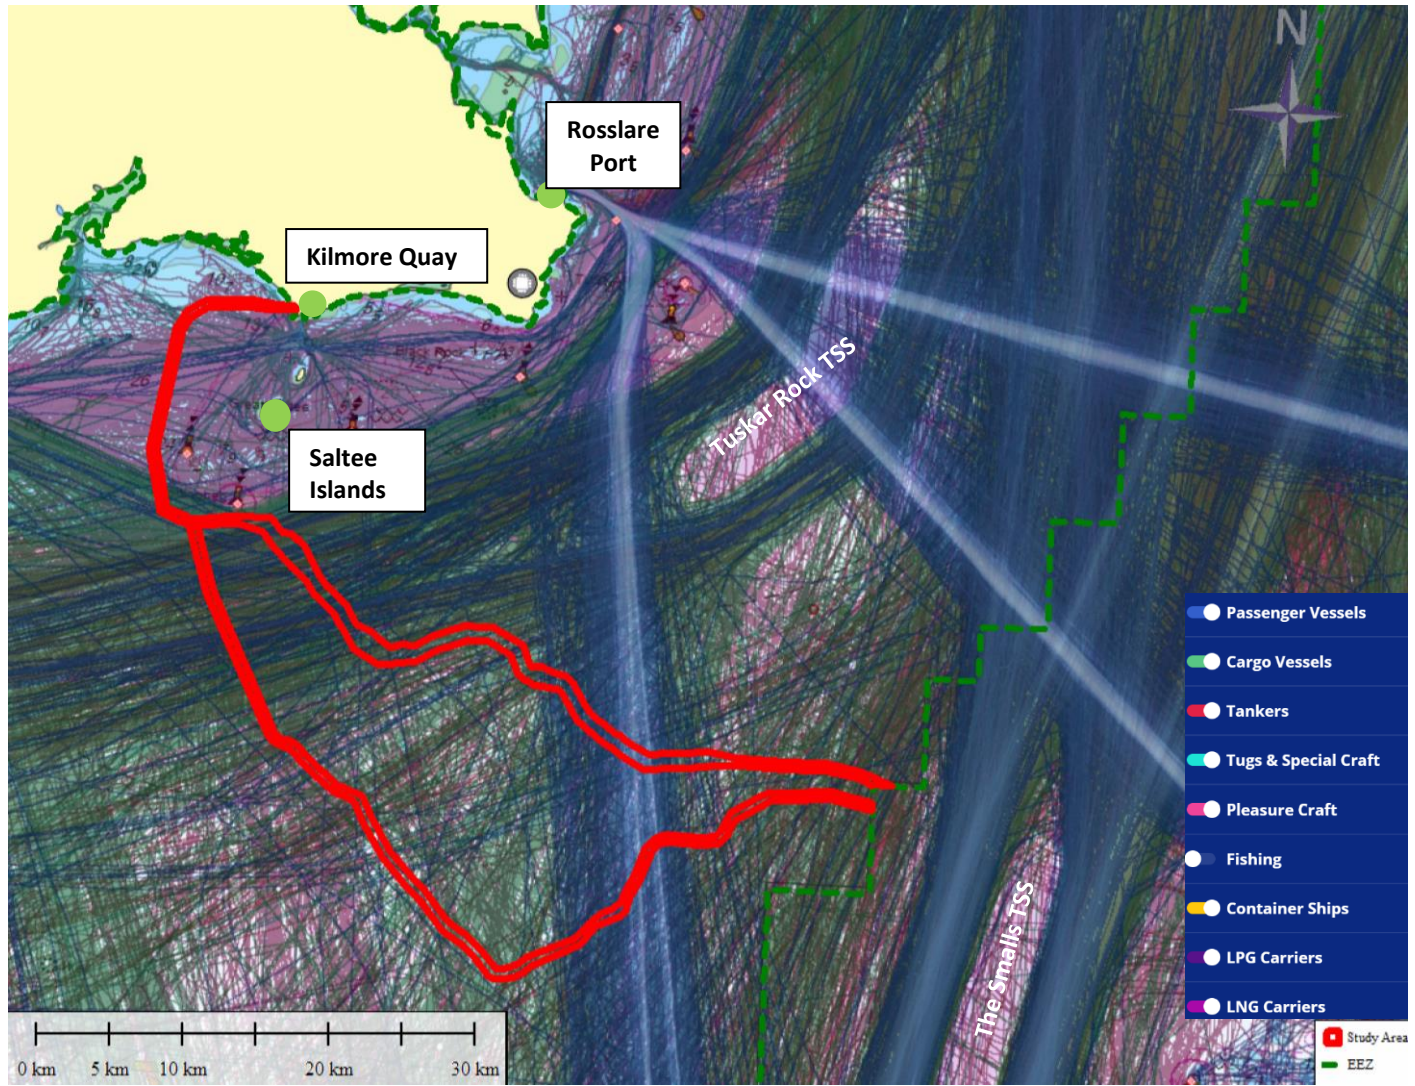 N
Rosslare
Port
Kilmore Quay
Saltee
Islands
Tuskar Rock TSS
The Smalls TSS
Passenger Vessels
Cargo Vessels
Tankers
Tugs & Special Craft
Pleasure Craft
Fishing
Container Ships
LPG Carriers
LNG Carriers
0 km 5 km 10 km 20 km 30 km
Study Area
EEZ